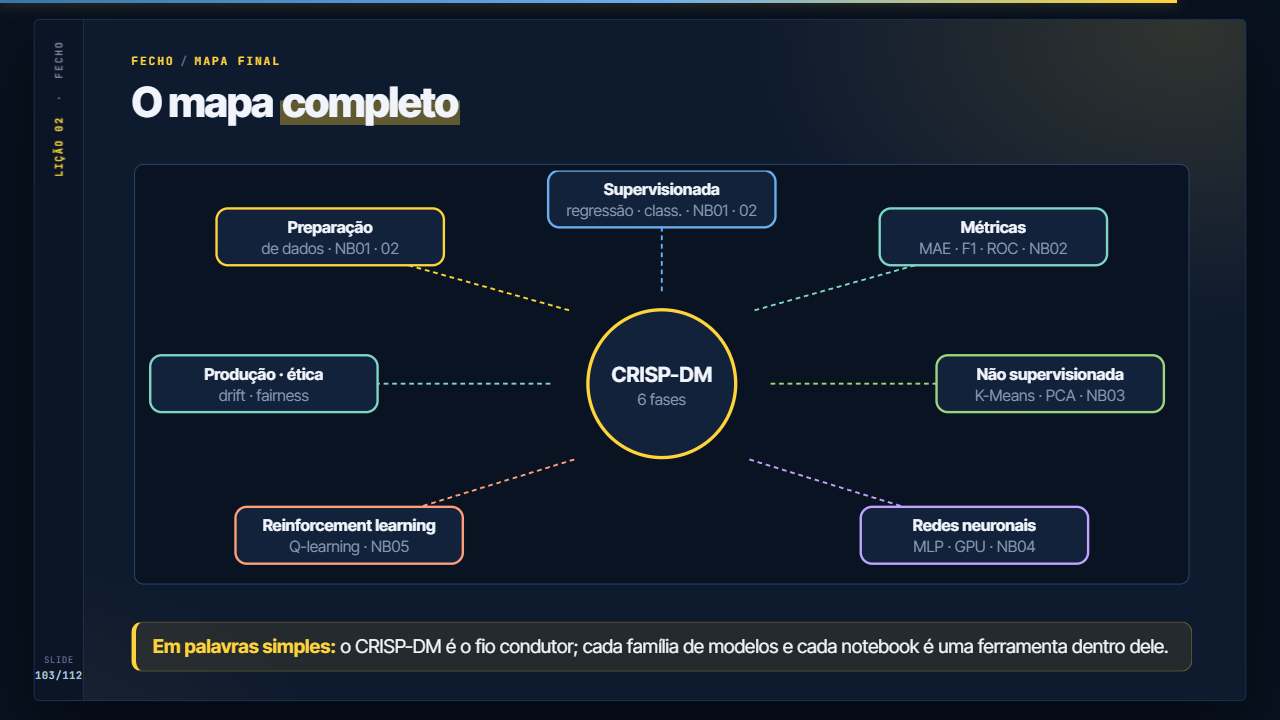 LIÇÃO 02 · FECHO
FECHO / MAPA FINAL
O mapa completo
Supervisionada
regressão · class. · NB01 · 02
Preparação
de dados · NB01 · 02
Métricas
MAE · F1 · ROC · NB02
Produção · ética
drift · fairness
CRISP-DM
6 fases
Não supervisionada
K-Means · PCA · NB03
Reinforcement learning
Q-learning · NB05
Redes neuronais
MLP · GPU · NB04
Em palavras simples: o CRISP-DM é o fio condutor; cada família de modelos e cada notebook é uma ferramenta dentro dele.
SLIDE
103/112